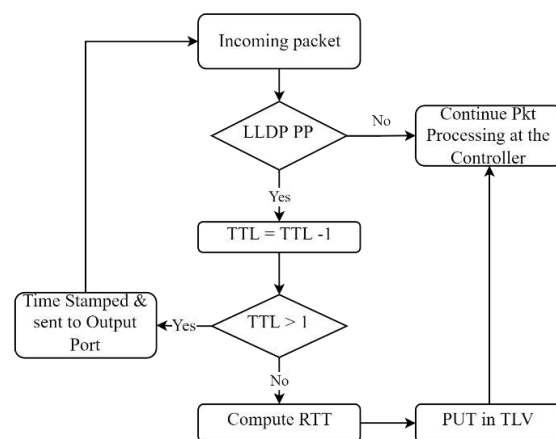 Incoming packet
LLDP PP
No
Continue Pkt
Processing at the
Controller
Yes
TTL = TTL -1
Time Stamped &
sent to Output
Port
Yes
TTL > 1
No
Compute RTT
PUT in TLV